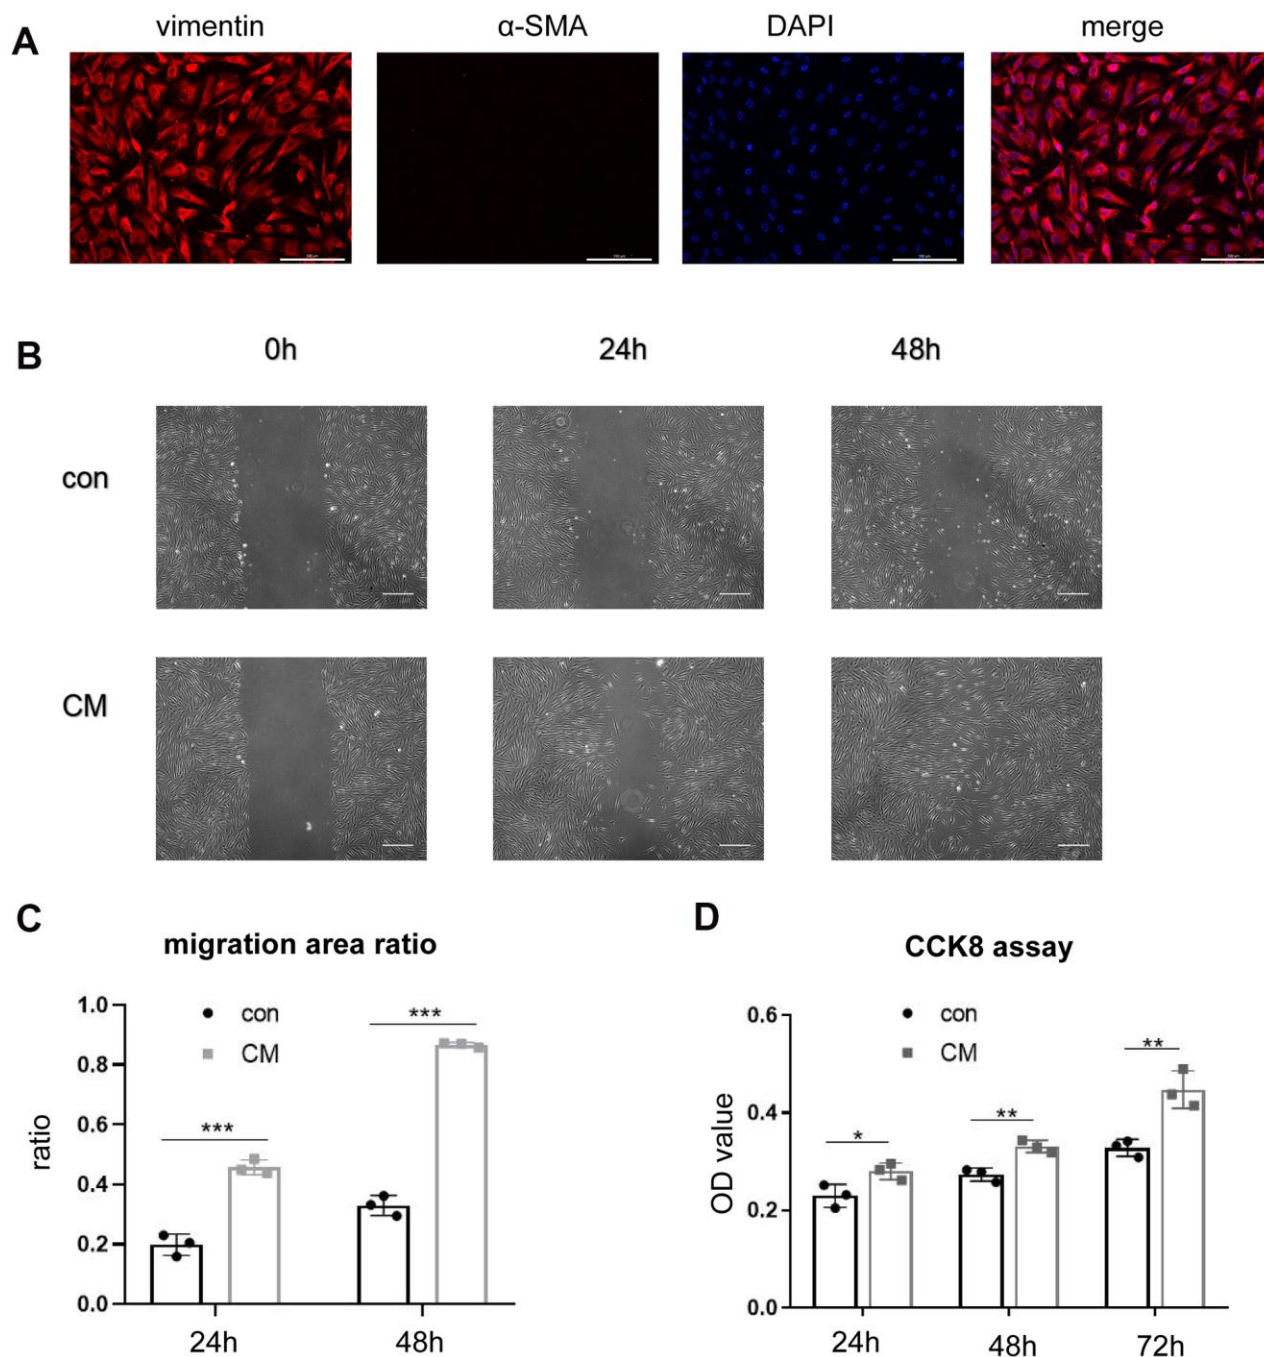 A
vimentin α-SMA DAPI merge
B
0h 24h 48h
con
CM
C
migration area ratio
1.0
0.8
0.6
0.4
0.2
0.0
ratio
con
CM
***
***
24h 48h
D
CCK8 assay
0.6
0.4
0.2
0.0
OD value
con
CM
*
**
**
24h 48h 72h